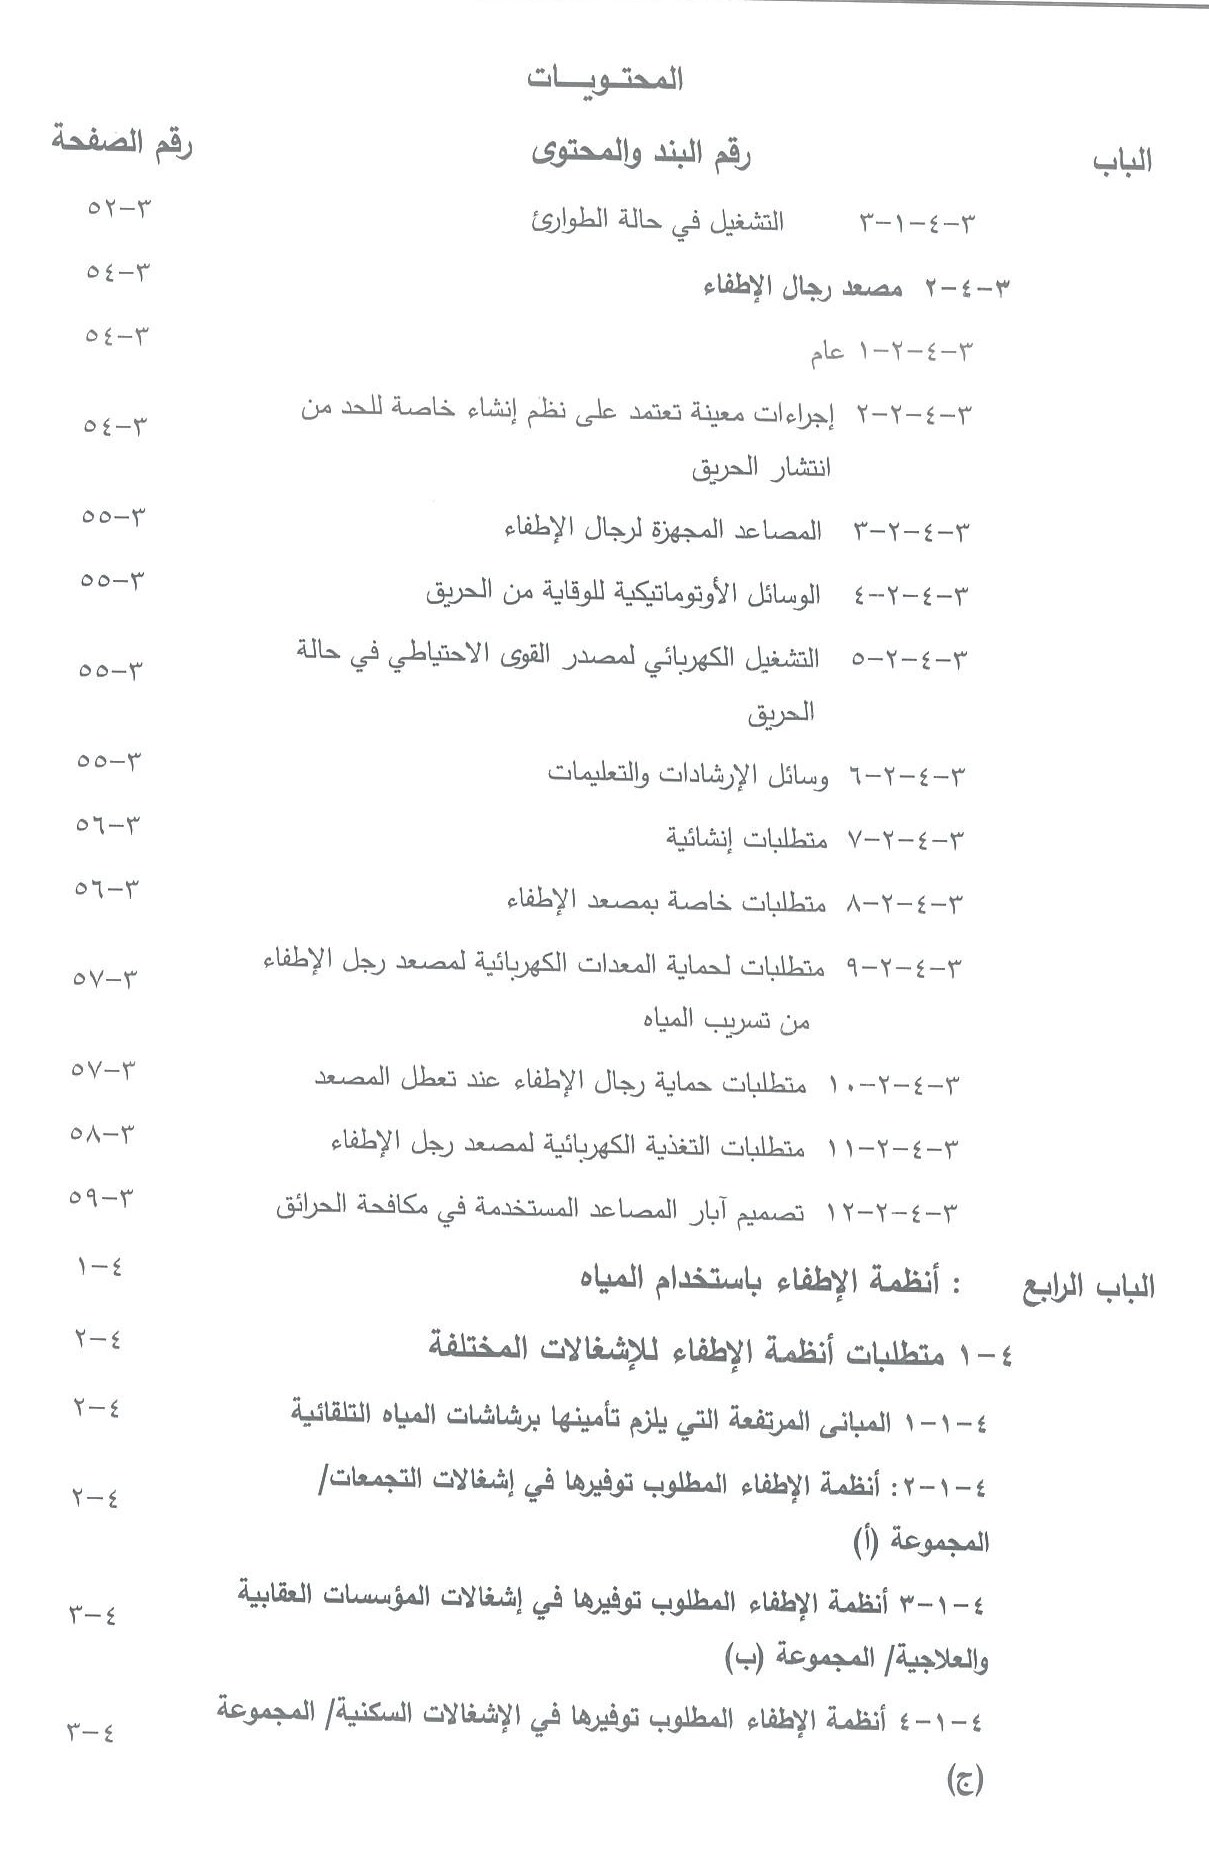 المحتويات
الباب رقم البند والمحتوى رقم الصفحة
٣-٤-١-٣ التشغيل في حالة الطوارئ ٣-٥٢
٣-٤-٢ مصعد رجال الإطفاء ٣-٥٤
٣-٤-٢-١ عام ٣-٥٤
٣-٤-٢-٢ إجراءات معينة تعتمد على نظم إنشاء خاصة للحد من ٣-٥٤
انتشار الحريق
٣-٤-٢-٣ المصاعد المجهزة لرجال الإطفاء ٣-٥٥
٣-٤-٢-٤ الوسائل الأوتوماتيكية للوقاية من الحريق ٣-٥٥
٣-٤-٢-٥ التشغيل الكهربائي لمصدر القوى الاحتياطي في حالة ٣-٥٥
الحريق
٣-٤-٢-٦ وسائل الإرشادات والتعليمات ٣-٥٥
٣-٤-٢-٧ متطلبات إنشائية ٣-٥٦
٣-٤-٢-٨ متطلبات خاصة بمصعد الإطفاء ٣-٥٦
٣-٤-٢-٩ متطلبات لحماية المعدات الكهربائية لمصعد رجل الإطفاء ٣-٥٧
من تسريب المياه
٣-٤-٢-١٠ متطلبات حماية رجال الإطفاء عند تعطل المصعد ٣-٥٧
٣-٤-٢-١١ متطلبات التغذية الكهربائية لمصعد رجل الإطفاء ٣-٥٨
٣-٤-٢-١٢ تصميم آبار المصاعد المستخدمة في مكافحة الحرائق ٣-٥٩
الباب الرابع : أنظمة الإطفاء باستخدام المياه ٤-١
٤-١ متطلبات أنظمة الإطفاء للإشغالات المختلفة ٤-٢
٤-١-١ المبانى المرتفعة التي يلزم تأمينها برشاشات المياه التلقائية ٤-٢
٤-١-٢: أنظمة الإطفاء المطلوب توفيرها في إشغالات التجمعات/ ٤-٢
المجموعة (أ)
٤-١-٣ أنظمة الإطفاء المطلوب توفيرها في إشغالات المؤسسات العقابية ٤-٣
والعلاجية/ المجموعة (ب)
٤-١-٤ أنظمة الإطفاء المطلوب توفيرها في الإشغالات السكنية/ المجموعة ٤-٣
(ج)